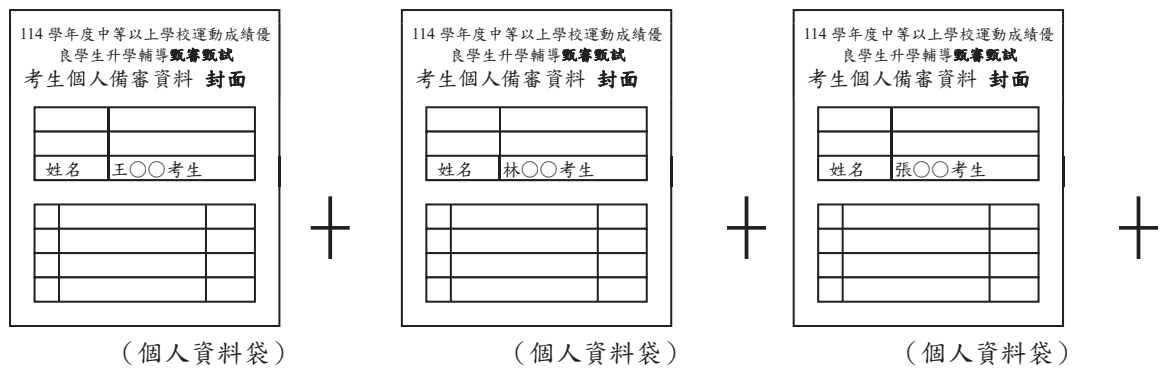 114 學年度中等以上學校運動成績優
良學生升學輔導甄審甄試
考生個人備審資料 封面
姓名 王○○考生
(個人資料袋)
114 學年度中等以上學校運動成績優
良學生升學輔導甄審甄試
考生個人備審資料 封面
姓名 林○○考生
(個人資料袋)
114 學年度中等以上學校運動成績優
良學生升學輔導甄審甄試
考生個人備審資料 封面
姓名 張○○考生
(個人資料袋)